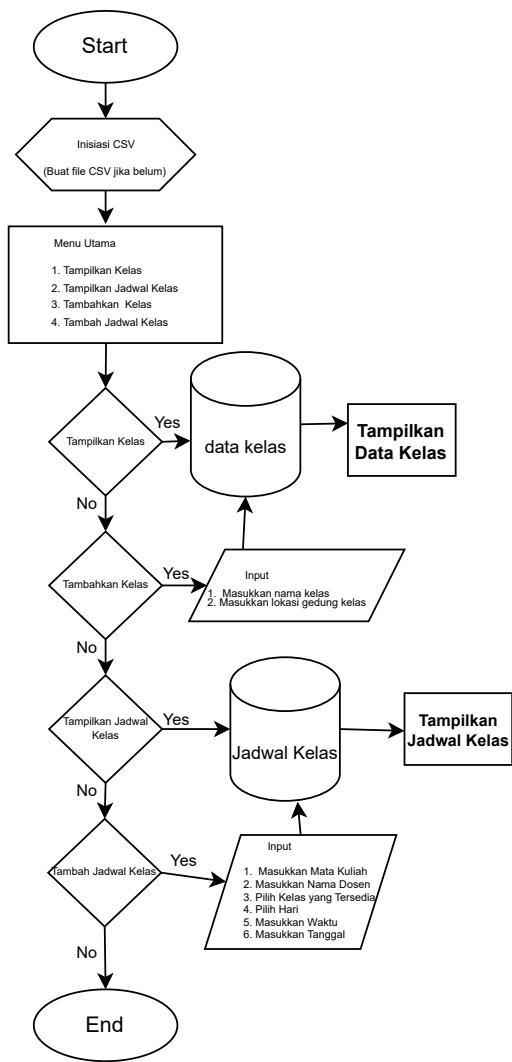 Start
Inisiasi CSV
(Buat file CSV jika belum)
Menu Utama
1. Tampilkan Kelas
2. Tampilkan Jadwal Kelas
3. Tambahkan Kelas
4. Tambah Jadwal Kelas
Tampilkan Kelas
Yes
data kelas
Tampilkan
Data Kelas
No
Tambahkan Kelas
Yes
Input
1. Masukkan nama kelas
2. Masukkan lokasi gedung kelas
No
Tampilkan Jadwal
Kelas
Yes
Jadwal Kelas
Tampilkan
Jadwal Kelas
No
Tambah Jadwal Kelas
Yes
Input
1. Masukkan Mata Kuliah
2. Masukkan Nama Dosen
3. Pilih Kelas yang Tersedia
4. Pilih Hari
5. Masukkan Waktu
6. Masukkan Tanggal
No
End